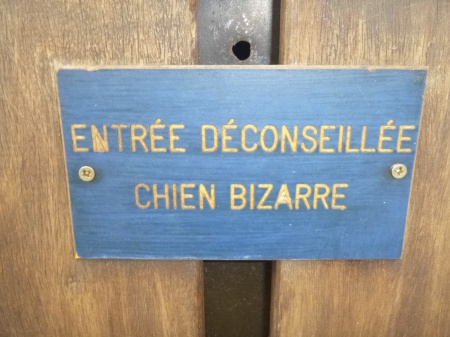 ENTRÉE DÉCONSEILLÉE
CHIEN BIZARRE